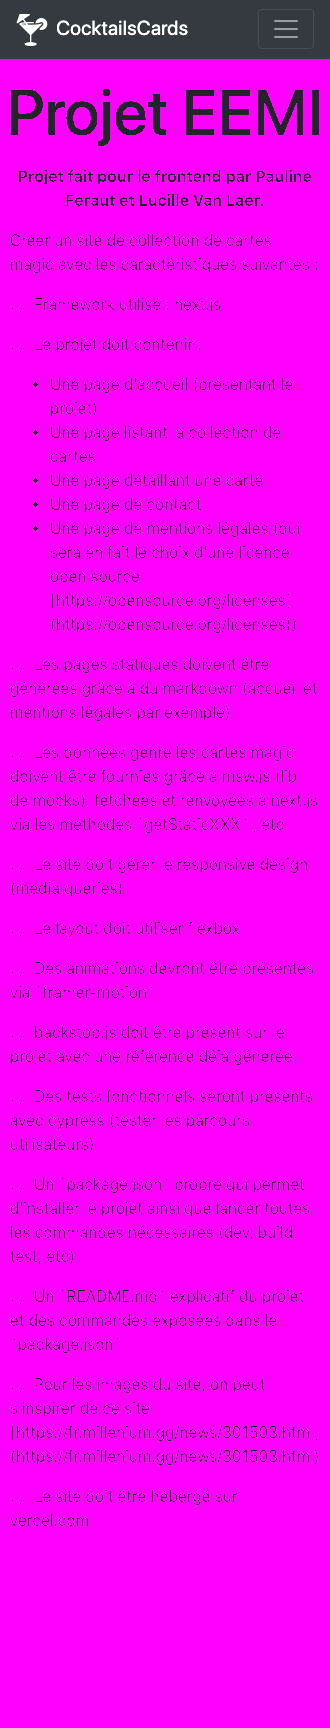 CocktailsCards
Projet EEMI
Projet fait pour le frontend par Pauline
Feraut et Lucille Van Laer.
Créer un site de collection de cartes
magic avec les caractéristiques suivantes :
Framework utilisé : next.js
Le projet doit contenir :
• Une page d'accueil (présentant le
projet)
• Une page listant la collection de
cartes
• Une page détaillant une carte
• Une page de contact
• Une page de mentions légales (qui
sera en fait le choix d'une licence
open source
[https://opensource.org/licenses]
(https://opensource.org/licenses))
Les pages statiques doivent être
générées grâce à du markdown (accueil et
mentions légales par exemple)
Les données genre les cartes magic
doivent être fournies grâce à msw.js (lib
de mocks), fetchées et renvoyées à next.js
via les méthodes `getStaticXXX`, etc
Le site doit gérer le responsive design
(media queries)
Le layout doit utiliser flexbox
Des animations devront être présentes
via `framer-motion`
backstop.js doit être présent sur le
projet avec une référence déjà générée
Des tests fonctionnels seront présents
avec cypress (tester les parcours
utilisateurs)
Un `package.json` propre qui permet
d'installer le projet ainsi que lancer toutes
les commandes nécessaires (dev, build,
test, etc)
Un `README.md` explicatif du projet
et des commandes exposées dans le
`package.json`
Pour les images du site, on peut
s'inspirer de ce site
[https://fr.millenium.gg/news/301503.html]
(https://fr.millenium.gg/news/301503.html)
Le site doit être hébergé sur
vercel.com